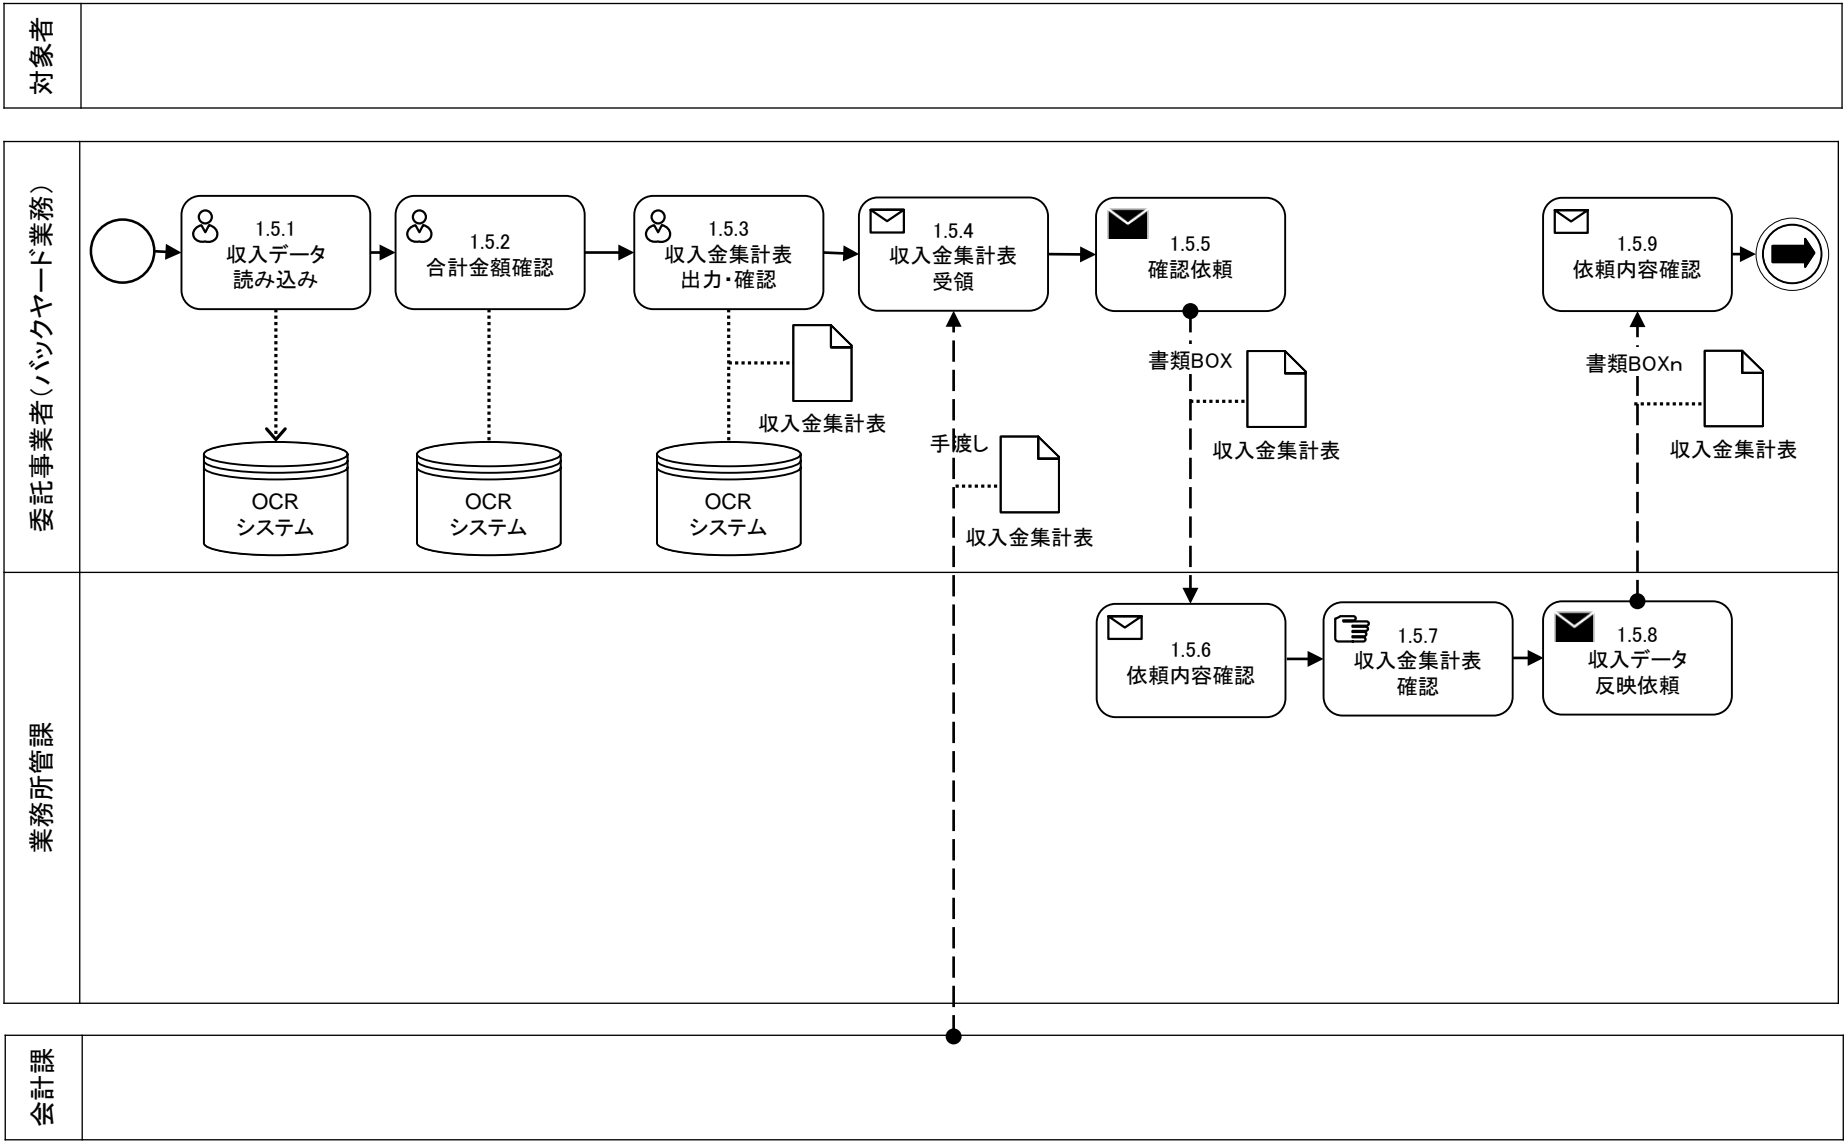 対象者
委託事業者(バックヤード業務)
1.5.1
収入データ
読み込み
1.5.2
合計金額確認
1.5.3
収入金集計表
出力・確認
1.5.4
収入金集計表
受領
1.5.5
確認依頼
1.5.9
依頼内容確認
収入金集計表
書類BOX
収入金集計表
書類BOXn
収入金集計表
手渡し
収入金集計表
OCR
システム
OCR
システム
OCR
システム
業務所管課
1.5.6
依頼内容確認
1.5.7
収入金集計表
確認
1.5.8
収入データ
反映依頼
会計課